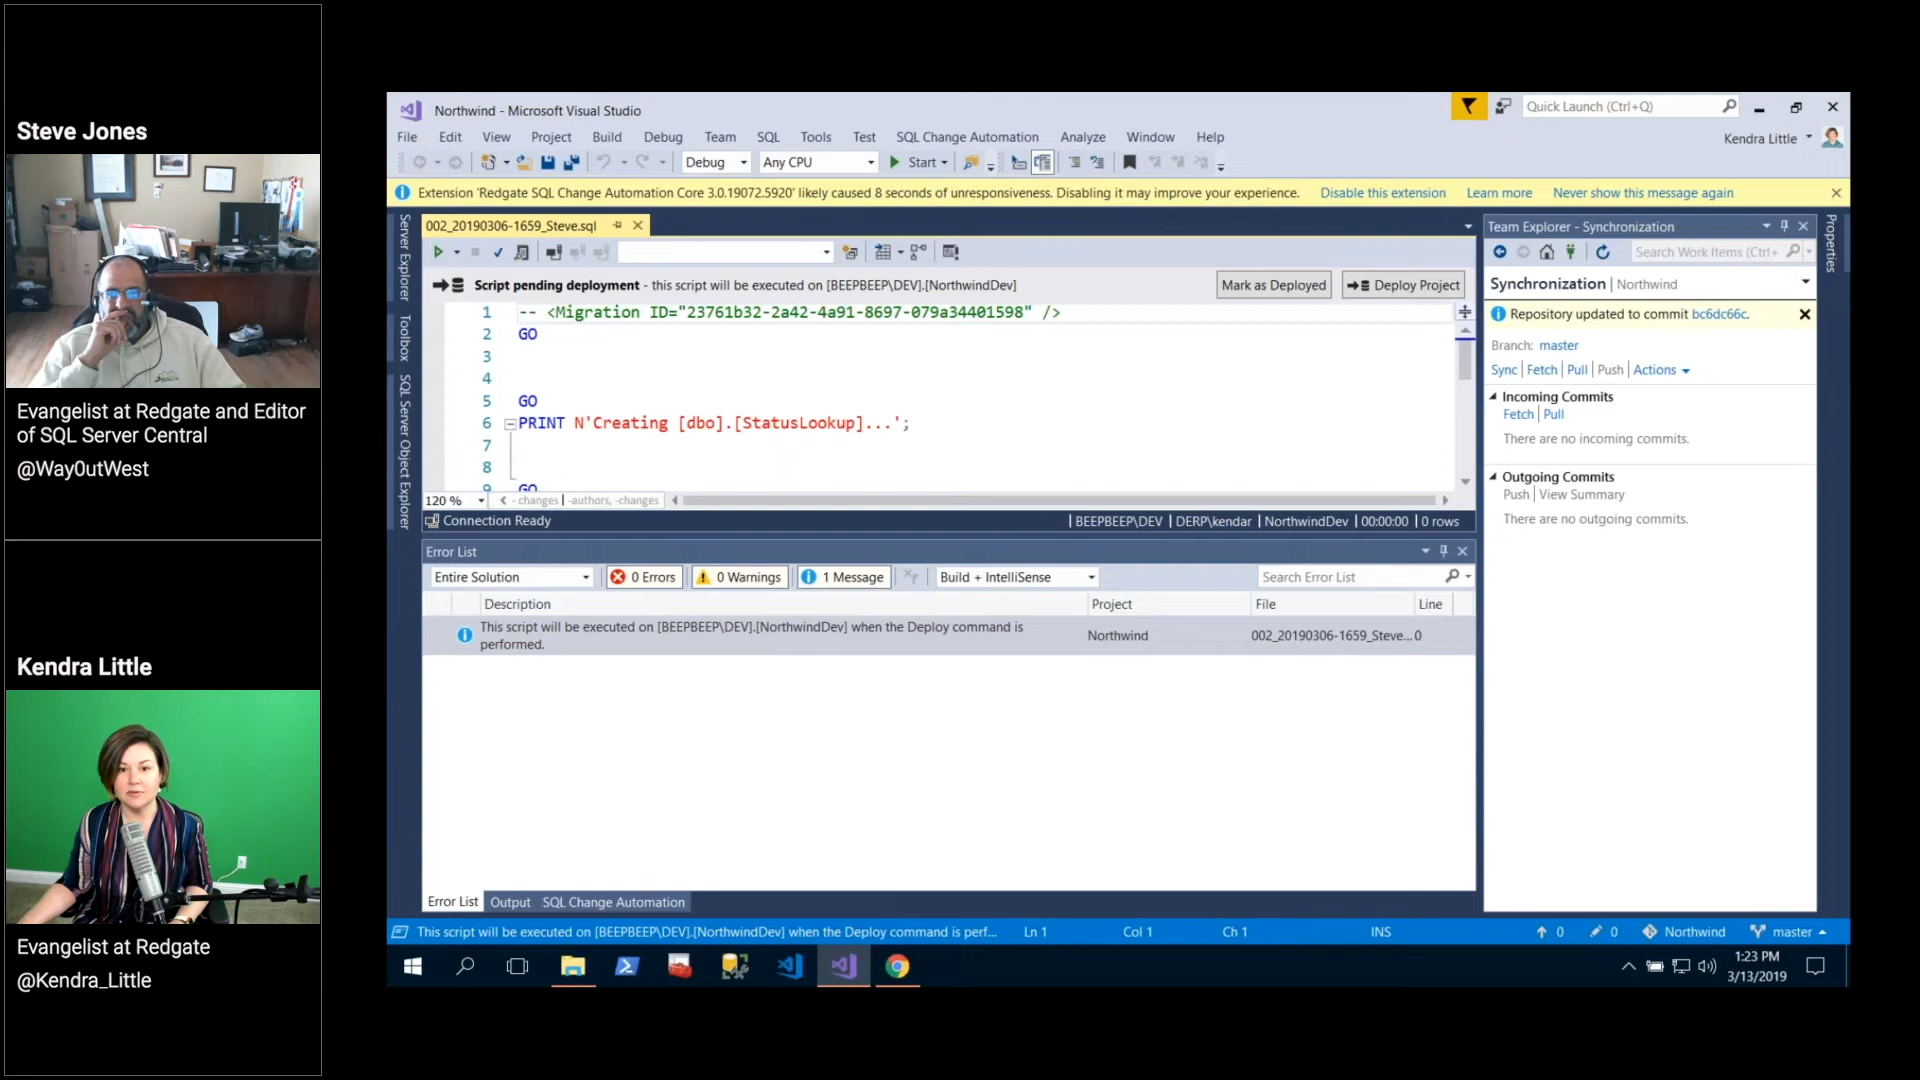 Steve Jones
Evangelist at Redgate and Editor
of SQL Server Central
@Way0utWest
Kendra Little
Evangelist at Redgate
@Kendra_Little
Northwind - Microsoft Visual Studio
Quick Launch (Ctrl+Q)
File Edit View Project Build Debug Team SQL Tools Test SQL Change Automation Analyze Window Help
Kendra Little
Debug Any CPU Start
Extension 'Redgate SQL Change Automation Core 3.0.19072.5920' likely caused 8 seconds of unresponsiveness. Disabling it may improve your experience. Disable this extension Learn more Never show this message again
Server Explorer
Toolbox
SQL Server Object Explorer
002_20190306-1659_Steve.sql
Script pending deployment - this script will be executed on [BEEPBEEP\DEV].[NorthwindDev]
Mark as Deployed
Deploy Project
1 -- <Migration ID="23761b32-2a42-4a91-8697-079a34401598" />
2 GO
3
4
5 GO
6 PRINT N'Creating [dbo].[StatusLookup]...';
7
8
9 GO
120 % - changes | -authors, -changes
Connection Ready | BEEPBEEP\DEV | DERP\kendar | NorthwindDev | 00:00:00 | 0 rows
Error List
Entire Solution 0 Errors 0 Warnings 1 Message Build + IntelliSense Search Error List
Description Project File Line
This script will be executed on [BEEPBEEP\DEV].[NorthwindDev] when the Deploy command is
performed.
Northwind 002_20190306-1659_Steve... 0
Error List Output SQL Change Automation
Team Explorer - Synchronization
Search Work Items (Ctrl+
Synchronization | Northwind
Repository updated to commit bc6dc66c.
Branch: master
Sync | Fetch | Pull | Push | Actions
Incoming Commits
Fetch | Pull
There are no incoming commits.
Outgoing Commits
Push | View Summary
There are no outgoing commits.
Properties
This script will be executed on [BEEPBEEP\DEV].[NorthwindDev] when the Deploy command is perf... Ln 1 Col 1 Ch 1 INS 0 0 Northwind master
1:23 PM
3/13/2019